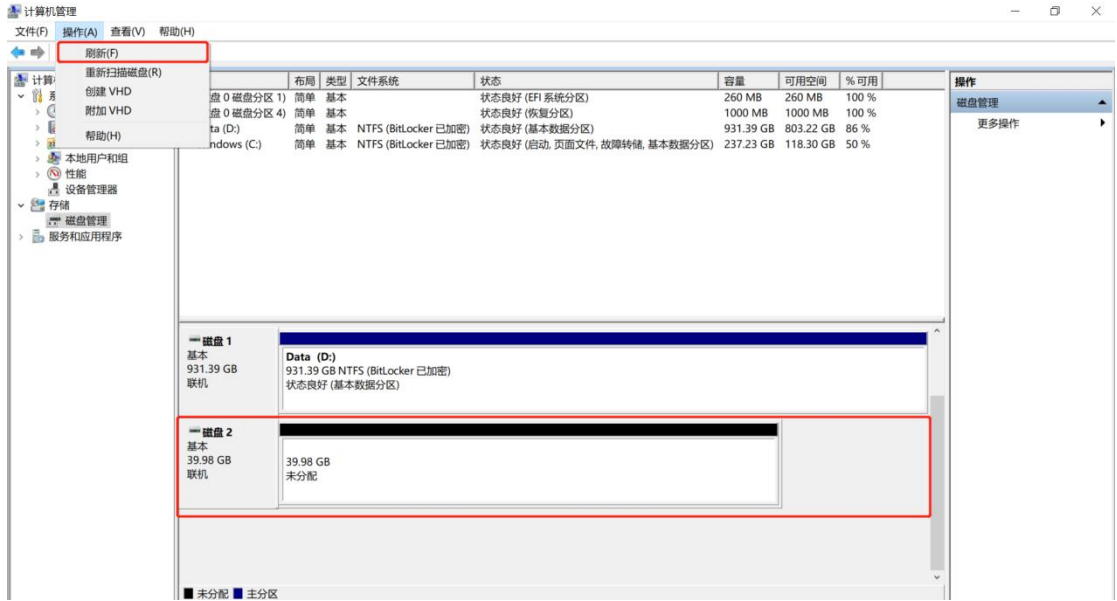 计算机管理
文件(F) 操作(A) 查看(V) 帮助(H)
刷新(F)
重新扫描磁盘(R)
创建 VHD
附加 VHD
帮助(H)
计算
本地用户和组
性能
设备管理器
存储
磁盘管理
服务和应用程序
布局 类型 文件系统 状态 容量 可用空间 %可用
盘 0 磁盘分区 1) 简单 基本 状态良好 (EFI 系统分区) 260 MB 260 MB 100 %
盘 0 磁盘分区 4) 简单 基本 状态良好 (恢复分区) 1000 MB 1000 MB 100 %
ta (D:) 简单 基本 NTFS (BitLocker 已加密) 状态良好 (基本数据分区) 931.39 GB 803.22 GB 86 %
ndows (C:) 简单 基本 NTFS (BitLocker 已加密) 状态良好 (启动, 页面文件, 故障转储, 基本数据分区) 237.23 GB 118.30 GB 50 %
操作
磁盘管理
更多操作
磁盘 1
基本
931.39 GB
联机
Data (D:)
931.39 GB NTFS (BitLocker 已加密)
状态良好 (基本数据分区)
磁盘 2
基本
39.98 GB
联机
39.98 GB
未分配
未分配 主分区